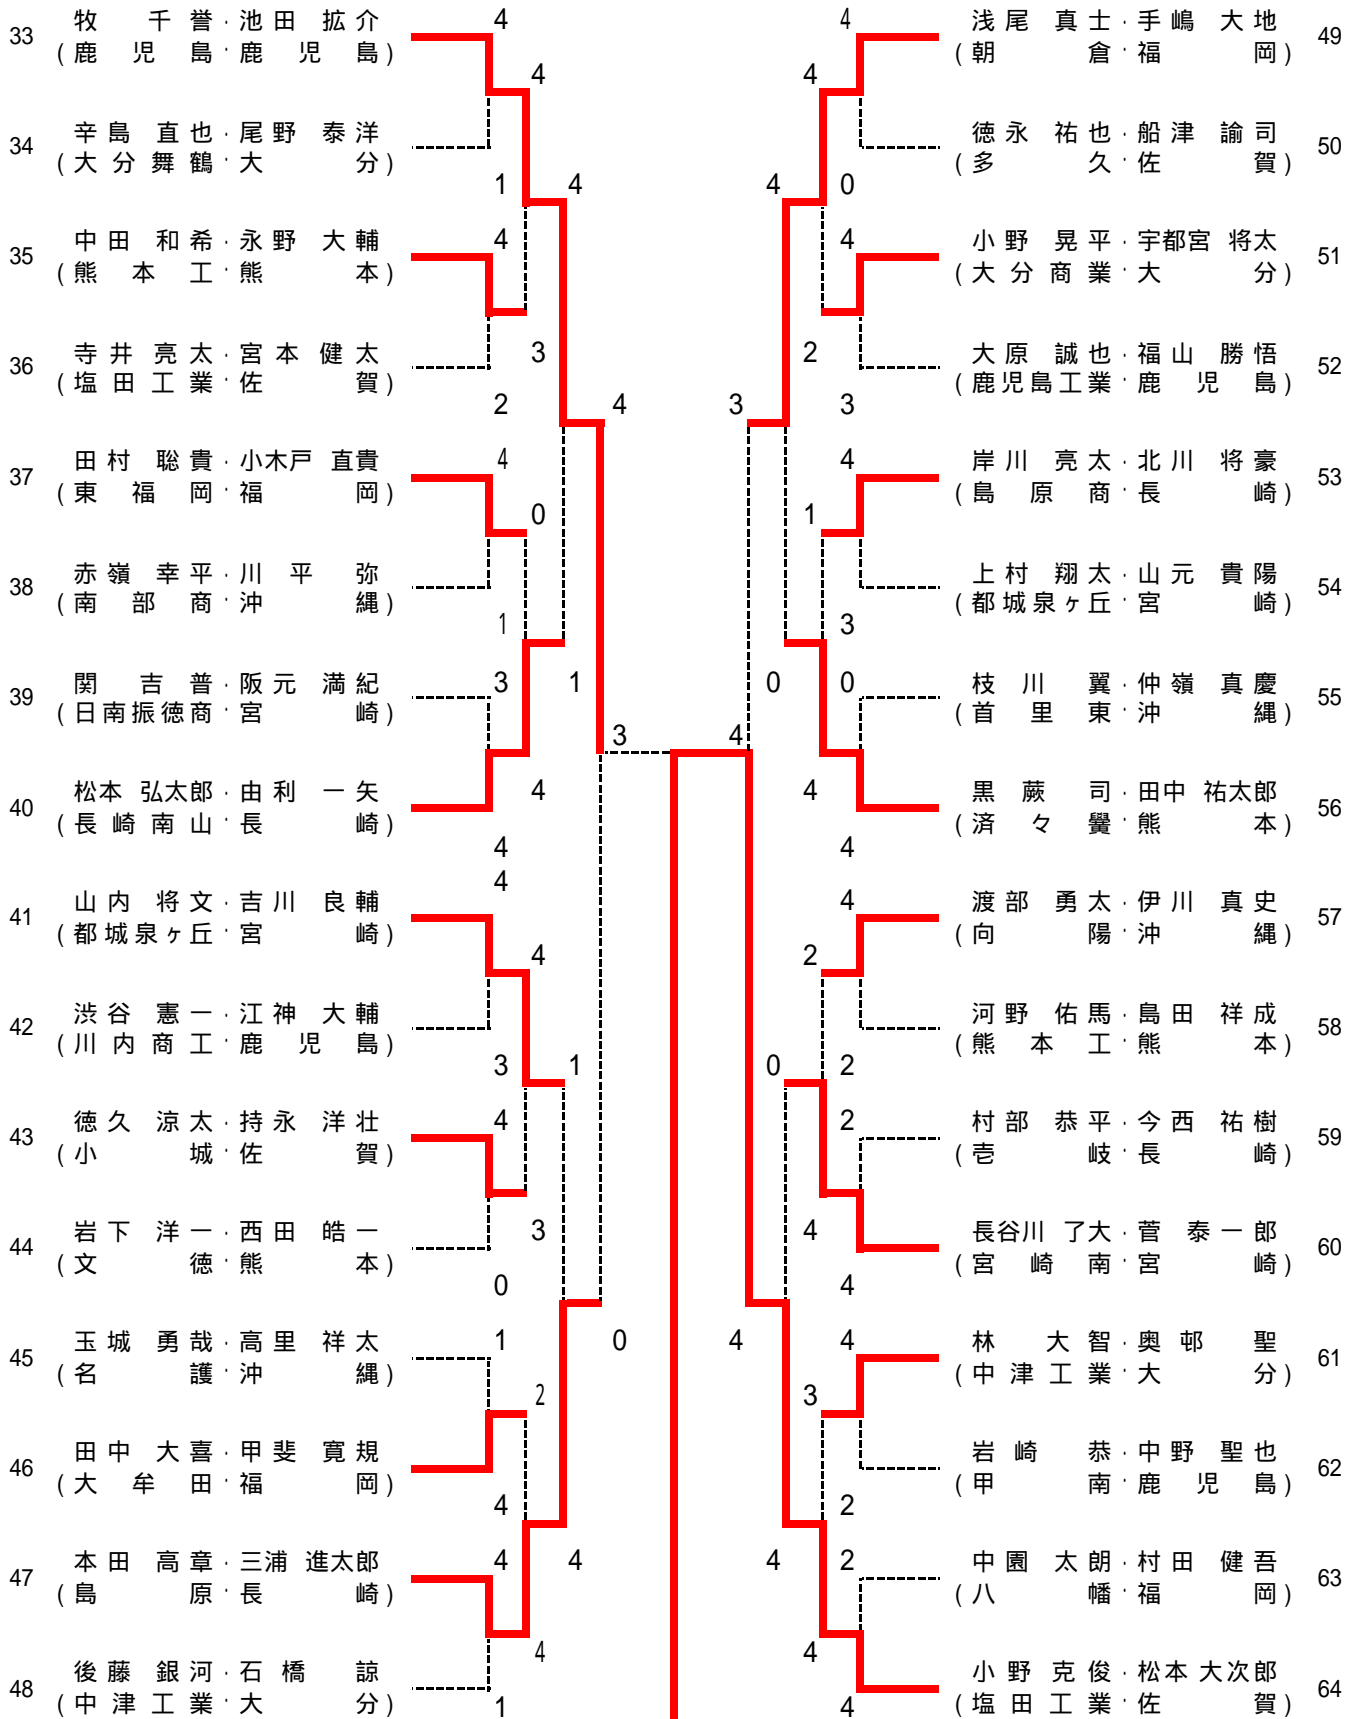 33 牧 千誉・池田 拡介 4
(鹿児島・鹿児島)
4
34 辛島 直也・尾野 泰洋
(大分舞鶴・大分)
1 4
35 中田 和希・永野 大輔 4
(熊本工・熊本)
3
36 寺井 亮太・宮本 健太
(塩田工業・佐賀)
2 4
37 田村 聡貴・小木戸 直貴 4
(東福岡・福岡)
0
38 赤嶺 幸平・川平 弥
(南部商・沖縄)
1
39 関 吉普・阪元 満紀 3 1
(日南振徳商・宮崎)
3
40 松本 弘太郎・由利 一矢 4
(長崎南山・長崎)
4
4
41 山内 将文・吉川 良輔
(都城泉ヶ丘・宮崎)
4
42 渋谷 憲一・江神 大輔
(川内商工・鹿児島)
3 1
43 徳久 涼太・持永 洋壮 4
(小城・佐賀)
3
44 岩下 洋一・西田 皓一
(文徳・熊本)
0
45 玉城 勇哉・高里 祥太 1 0
(名護・沖縄)
2
46 田中 大喜・甲斐 寛規
(大牟田・福岡)
4
47 本田 高章・三浦 進太郎 4 4
(島原・長崎)
4
48 後藤 銀河・石橋 諒
(中津工業・大分) 1
4 浅尾 真士・手嶋 大地 49
(朝倉・福岡)
4
徳永 祐也・船津 諭司 50
(多久・佐賀)
4 0
4 小野 晃平・宇都宮 将太 51
(大分商業・大分)
2
大原 誠也・福山 勝悟 52
(鹿児島工業・鹿児島)
3 3
4 岸川 亮太・北川 将豪 53
(島原商・長崎)
1
上村 翔太・山元 貴陽 54
(都城泉ヶ丘・宮崎)
3
0 0 枝川 翼・仲嶺 真慶 55
(首里東・沖縄)
4
4 黒蕨 司・田中 祐太郎 56
(済々黌・熊本)
4
4 渡部 勇太・伊川 真史 57
(向陽・沖縄)
2
河野 佑馬・島田 祥成 58
(熊本工・熊本)
0 2
2 村部 恭平・今西 祐樹 59
(壱岐・長崎)
4 長谷川 了大・菅 泰一郎 60
(宮崎南・宮崎)
4
4 4 林 大智・奥邨 聖 61
(中津工業・大分)
3
岩崎 恭・中野 聖也 62
(甲南・鹿児島)
2
4 2 中園 太朗・村田 健吾 63
(八幡・福岡)
4
小野 克俊・松本 大次郎 64
(塩田工業・佐賀)
4